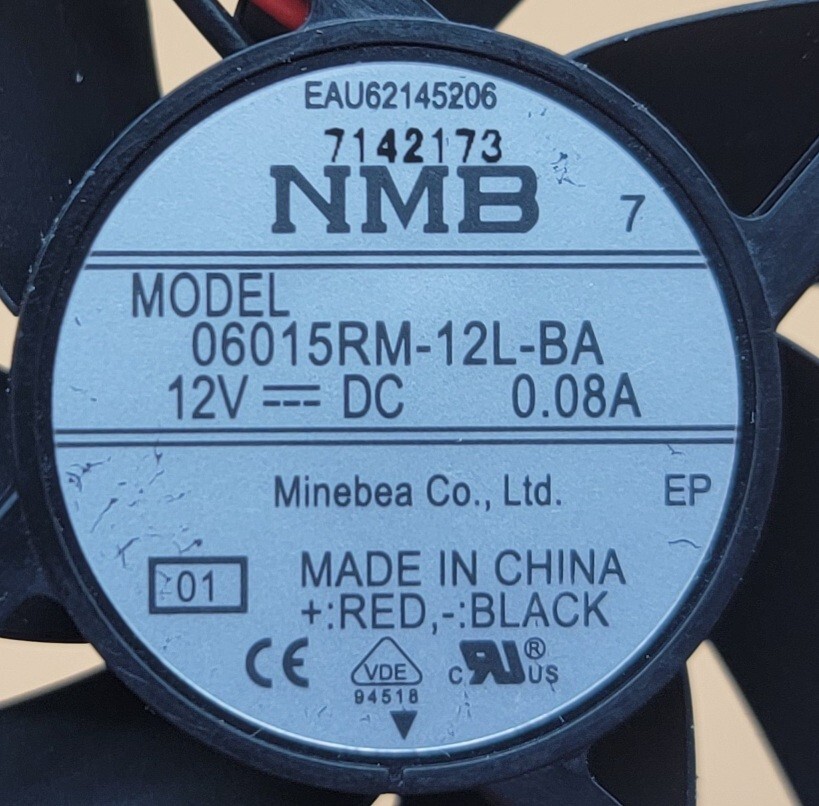 EAU62145206
7142173
NMB 7
MODEL
06015RM-12L-BA
12V ⎓ DC 0.08A
Minebea Co., Ltd. EP
01 MADE IN CHINA
+:RED,-:BLACK
CE VDE c RU ® US
94518